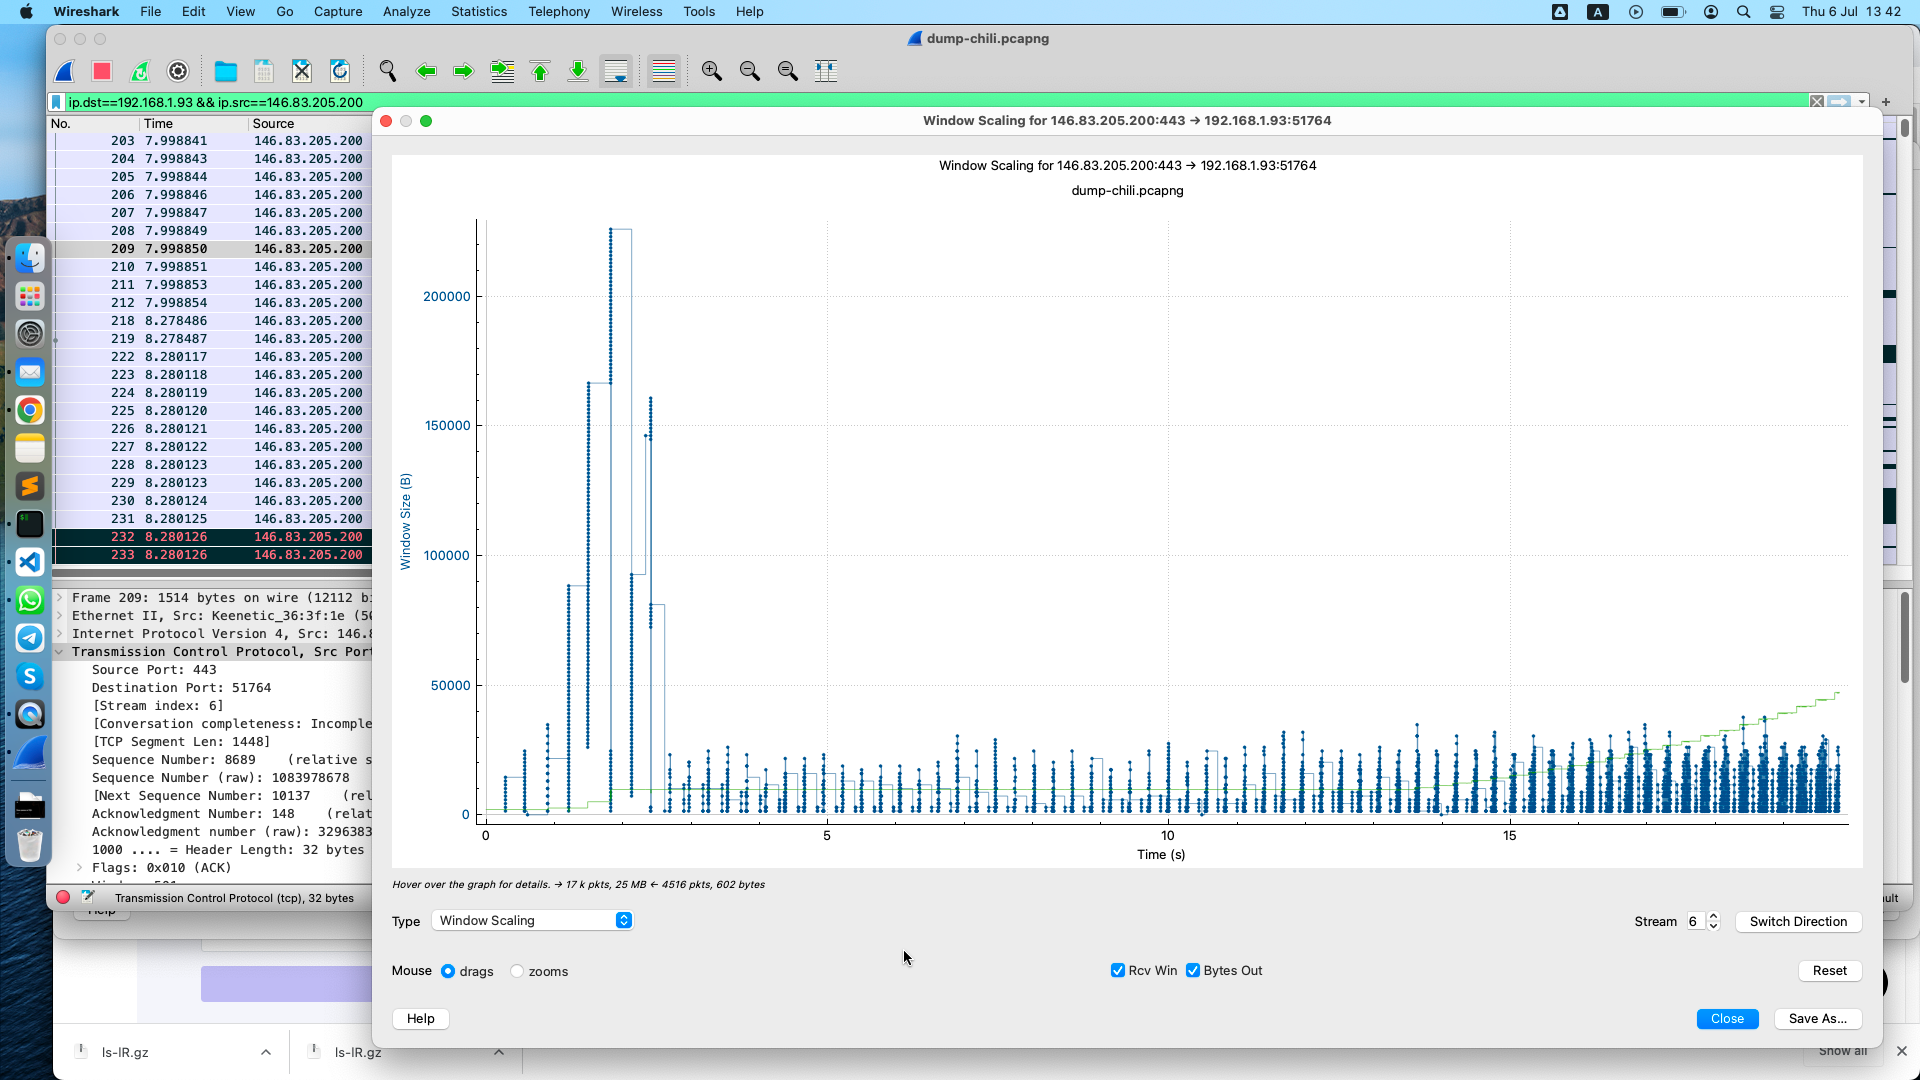 Wireshark File Edit View Go Capture Analyze Statistics Telephony Wireless Tools Help A Thu 6 Jul 13 42
dump-chili.pcapng
ip.dst==192.168.1.93 && ip.src==146.83.205.200
No. Time Source
203 7.998841 146.83.205.200
204 7.998843 146.83.205.200
205 7.998844 146.83.205.200
206 7.998846 146.83.205.200
207 7.998847 146.83.205.200
208 7.998849 146.83.205.200
209 7.998850 146.83.205.200
210 7.998851 146.83.205.200
211 7.998853 146.83.205.200
212 7.998854 146.83.205.200
218 8.278486 146.83.205.200
219 8.278487 146.83.205.200
222 8.280117 146.83.205.200
223 8.280118 146.83.205.200
224 8.280119 146.83.205.200
225 8.280120 146.83.205.200
226 8.280121 146.83.205.200
227 8.280122 146.83.205.200
228 8.280123 146.83.205.200
229 8.280123 146.83.205.200
230 8.280124 146.83.205.200
231 8.280125 146.83.205.200
232 8.280126 146.83.205.200
233 8.280126 146.83.205.200
Frame 209: 1514 bytes on wire (12112 bi
Ethernet II, Src: Keenetic_36:3f:1e (50
Internet Protocol Version 4, Src: 146.8
Transmission Control Protocol, Src Port
Source Port: 443
Destination Port: 51764
[Stream index: 6]
[Conversation completeness: Incomple
[TCP Segment Len: 1448]
Sequence Number: 8689 (relative s
Sequence Number (raw): 1083978678
[Next Sequence Number: 10137 (rel
Acknowledgment Number: 148 (relat
Acknowledgment number (raw): 3296383
1000 .... = Header Length: 32 bytes
Flags: 0x010 (ACK)
Transmission Control Protocol (tcp), 32 bytes
Help
ls-lR.gz
ls-lR.gz
Show all
Window Scaling for 146.83.205.200:443 → 192.168.1.93:51764
Window Scaling for 146.83.205.200:443 → 192.168.1.93:51764
dump-chili.pcapng
Window Size (B)
200000
150000
100000
50000
0
0 5 10 15
Time (s)
Hover over the graph for details. → 17 k pkts, 25 MB ← 4516 pkts, 602 bytes
Type Window Scaling Stream 6 Switch Direction
Mouse drags zooms Rcv Win Bytes Out Reset
Help Close Save As...